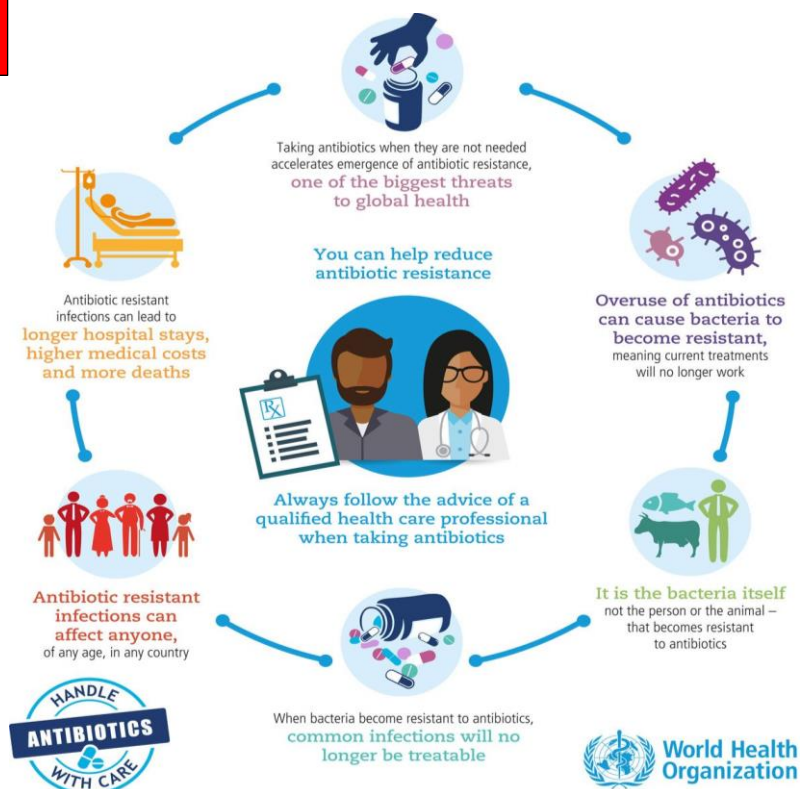 Taking antibiotics when they are not needed
accelerates emergence of antibiotic resistance,
one of the biggest threats
to global health
You can help reduce
antibiotic resistance
Overuse of antibiotics
can cause bacteria to
become resistant,
meaning current treatments
will no longer work
Antibiotic resistant
infections can lead to
longer hospital stays,
higher medical costs
and more deaths
Rx
Always follow the advice of a
qualified health care professional
when taking antibiotics
It is the bacteria itself
not the person or the animal –
that becomes resistant
to antibiotics
When bacteria become resistant to antibiotics,
common infections will no
longer be treatable
Antibiotic resistant
infections can
affect anyone,
of any age, in any country
HANDLE
ANTIBIOTICS
WITH CARE
World Health
Organization